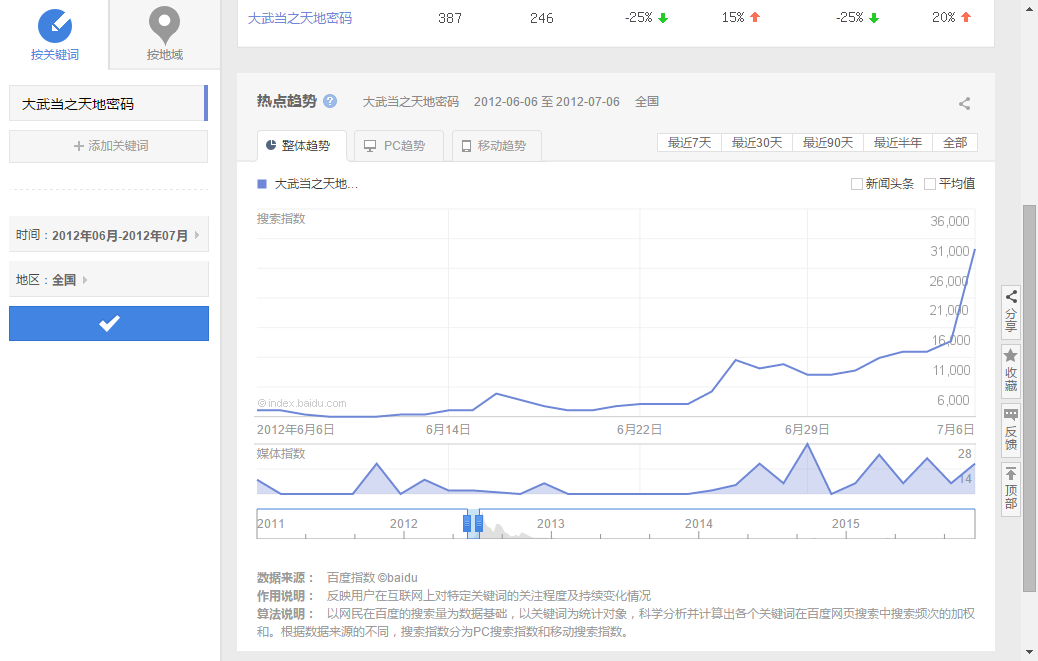 按关键词
按地域
大武当之天地密码
添加关键词
时间：2012年06月-2012年07月
地区：全国
大武当之天地密码 387 246 -25% 15% -25% 20%
热点趋势 ? 大武当之天地密码 2012-06-06 至 2012-07-06 全国
整体趋势 PC趋势 移动趋势
最近7天 最近30天 最近90天 最近半年 全部
大武当之天地... 新闻头条 平均值
搜索指数
36,000
31,000
26,000
21,000
16,000
11,000
6,000
©index.baidu.com
2012年6月6日 6月14日 6月22日 6月29日 7月6日
媒体指数
28
14
2011 2012 2013 2014 2015
数据来源： 百度指数 ©baidu
作用说明： 反映用户在互联网上对特定关键词的关注程度及持续变化情况
算法说明： 以网民在百度的搜索量为数据基础，以关键词为统计对象，科学分析并计算出各个关键词在百度网页搜索中搜索频次的加权
和。根据数据来源的不同，搜索指数分为PC搜索指数和移动搜索指数。
分享
收藏
反馈
顶部